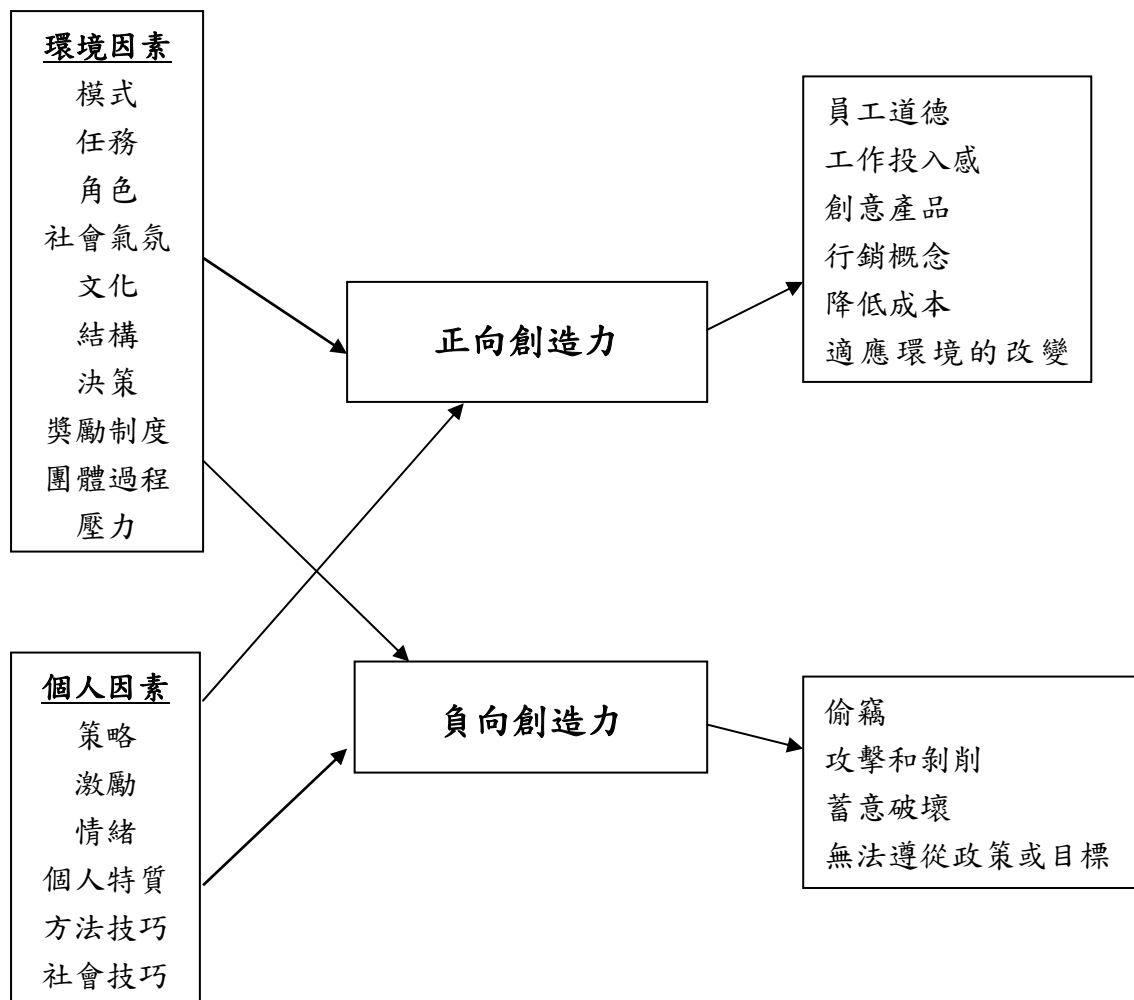 環境因素
模式
任務
角色
社會氣氛
文化
結構
決策
獎勵制度
團體過程
壓力
個人因素
策略
激勵
情緒
個人特質
方法技巧
社會技巧
正向創造力
負向創造力
員工道德
工作投入感
創意產品
行銷概念
降低成本
適應環境的改變
偷竊
攻擊和剝削
蓄意破壞
無法遵從政策或目標